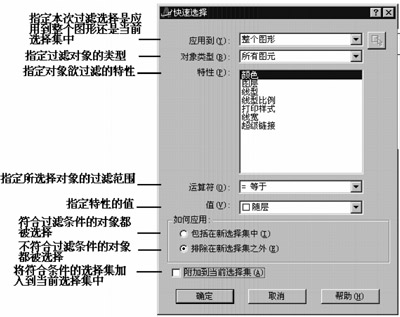 快速选择
指定本次过滤选择是应
用到整个图形还是当前
选择集中
应用到(Y): 整个图形
指定过滤对象的类型
对象类型(B): 所有图元
指定对象欲过滤的特性
特性(P):
颜色
图层
线型
线型比例
打印样式
线宽
超级链接
指定所选择对象的过滤范围
运算符(O): = 等于
指定特性的值
值(V): 随层
符合过滤条件的对象都
被选择
如何应用:
包括在新选择集中(I)
不符合过滤条件的对象
都被选择
排除在新选择集之外(E)
将符合条件的选择集加
入到当前选择集中
附加到当前选择集(A)
确定
取消
帮助(H)